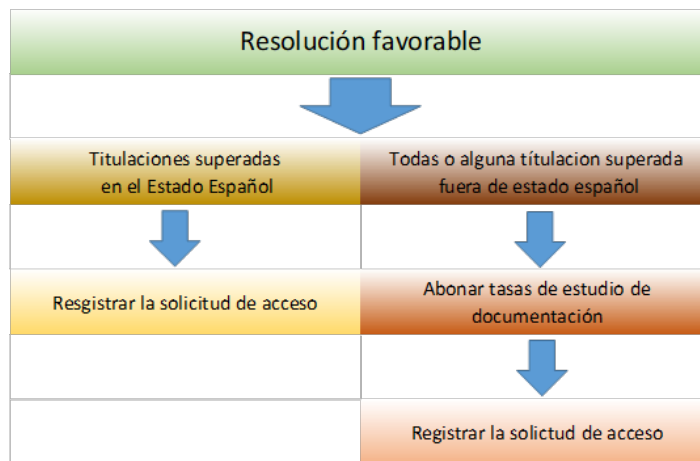 Resolución favorable
Titulaciones superadas
en el Estado Español
Todas o alguna títulacion superada
fuera de estado español
Resgistrar la solicitud de acceso
Abonar tasas de estudio de
documentación
Registrar la solictud de acceso